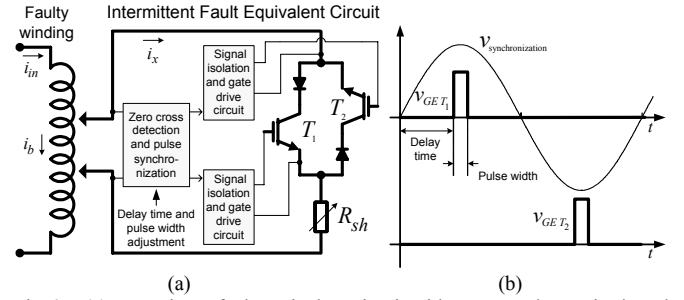 Faulty
winding
Intermittent Fault Equivalent Circuit
i_in
i_b
i_x
Signal
isolation
and gate
drive
circuit
Zero cross
detection
and pulse
synchro-
nization
Signal
isolation
and gate
drive
circuit
Delay time and
pulse width
adjustment
T_1
T_2
R_sh
(a)
v_synchronization
v_GE T_1
Delay
time
Pulse width
t
v_GE T_2
t
(b)